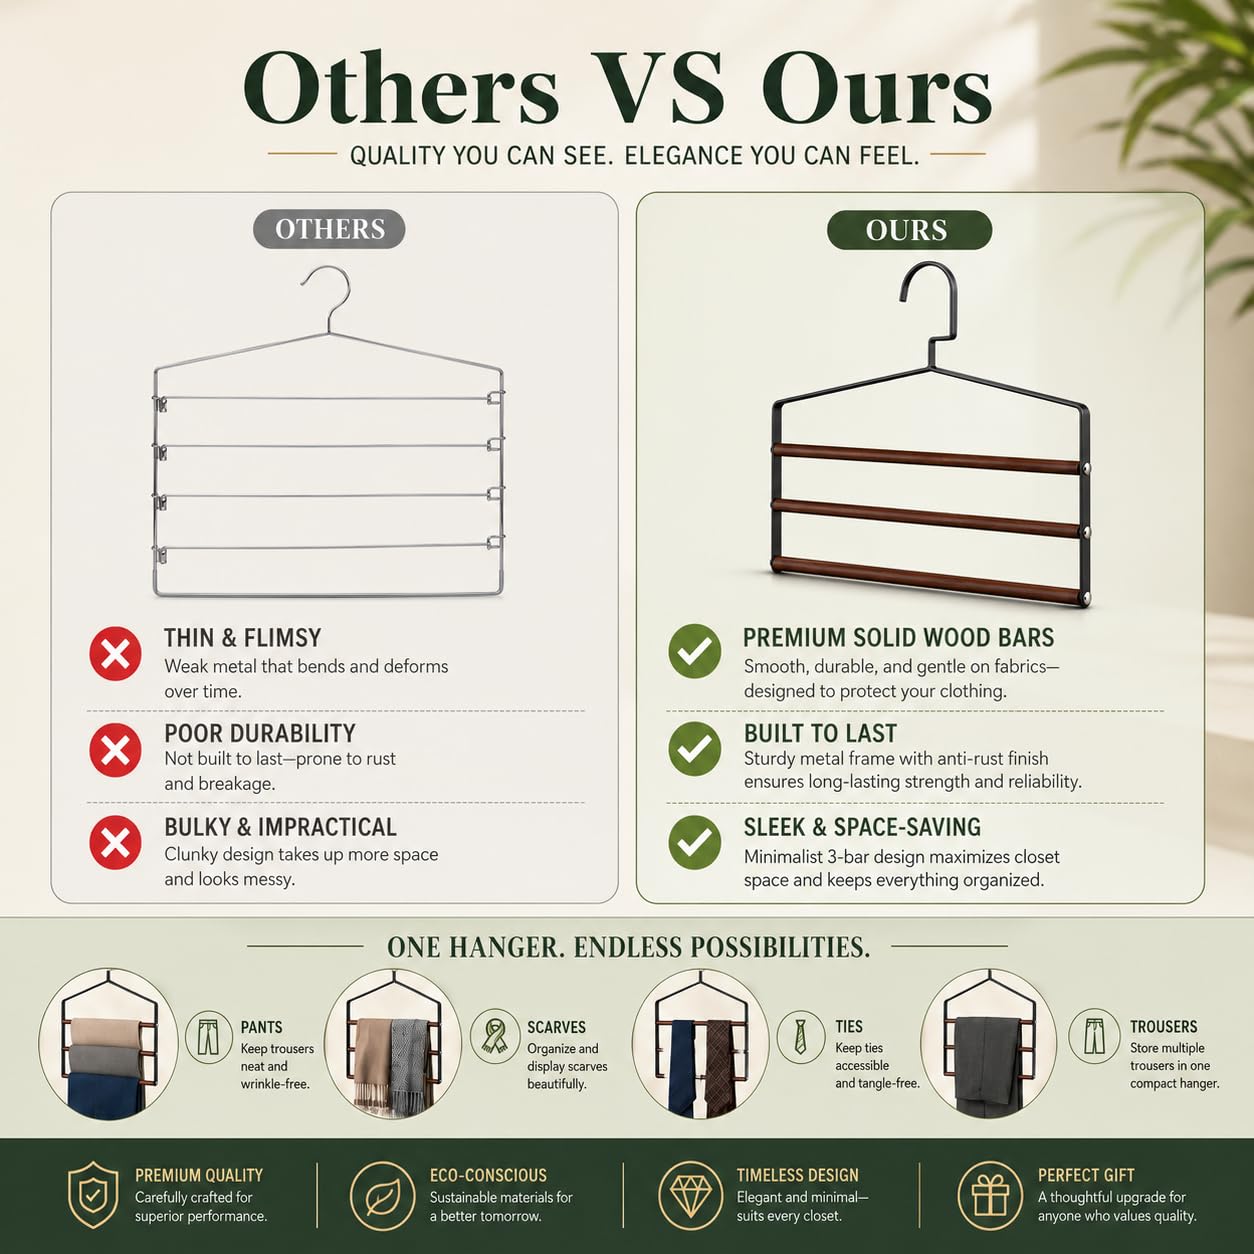 Others VS Ours
QUALITY YOU CAN SEE. ELEGANCE YOU CAN FEEL.
OTHERS
THIN & FLIMSY
Weak metal that bends and deforms
over time.
POOR DURABILITY
Not built to last—prone to rust
and breakage.
BULKY & IMPRACTICAL
Clunky design takes up more space
and looks messy.
OURS
PREMIUM SOLID WOOD BARS
Smooth, durable, and gentle on fabrics—
designed to protect your clothing.
BUILT TO LAST
Sturdy metal frame with anti-rust finish
ensures long-lasting strength and reliability.
SLEEK & SPACE-SAVING
Minimalist 3-bar design maximizes closet
space and keeps everything organized.
ONE HANGER. ENDLESS POSSIBILITIES.
PANTS
Keep trousers
neat and
wrinkle-free.
SCARVES
Organize and
display scarves
beautifully.
TIES
Keep ties
accessible
and tangle-free.
TROUSERS
Store multiple
trousers in one
compact hanger.
PREMIUM QUALITY
Carefully crafted for
superior performance.
ECO-CONSCIOUS
Sustainable materials for
a better tomorrow.
TIMELESS DESIGN
Elegant and minimal—
suits every closet.
PERFECT GIFT
A thoughtful upgrade for
anyone who values quality.